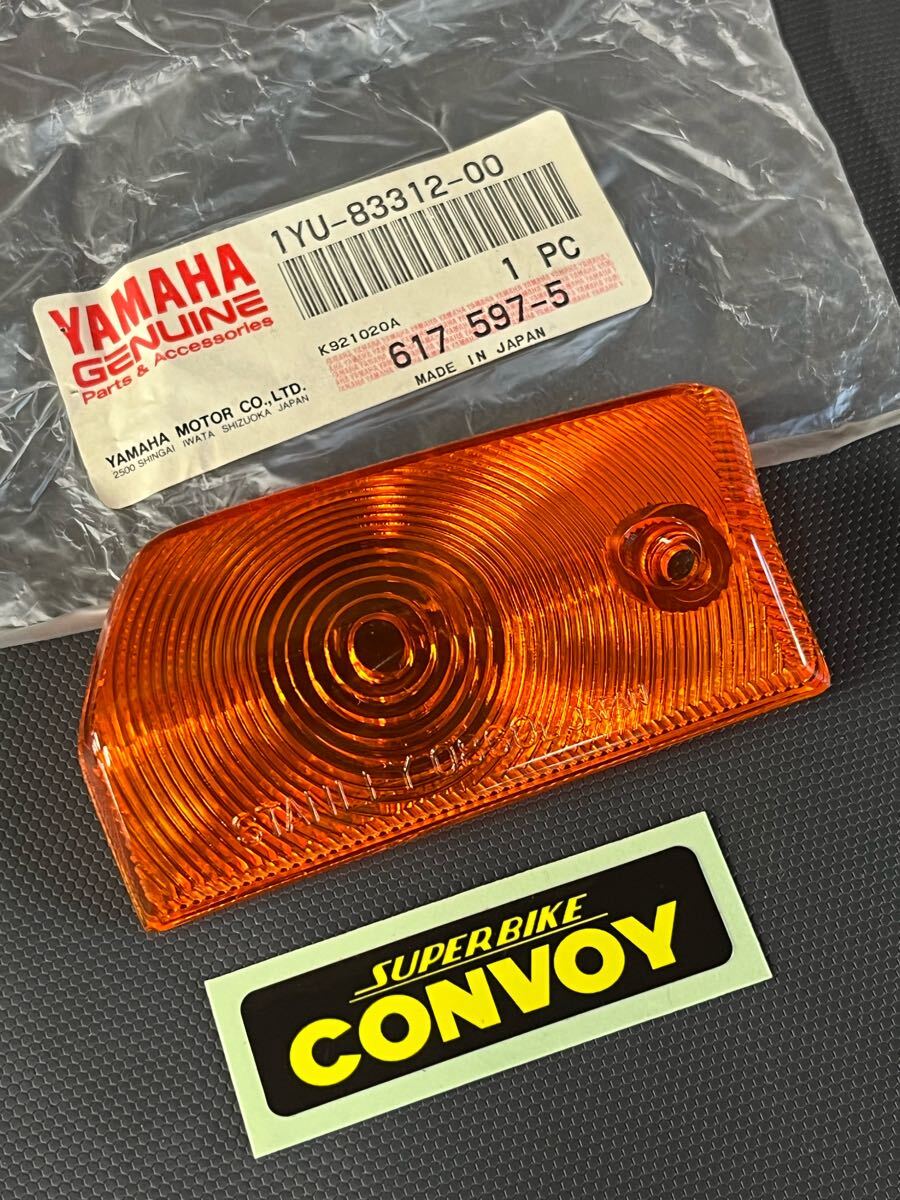 1YU-83312-00
1 PC
YAMAHA
GENUINE
Parts & Accessories
K921020A
617 597-5
MADE IN JAPAN
YAMAHA MOTOR CO.,LTD.
2500 SHINGAI IWATA SHIZUOKA JAPAN
JAPAN
SUPER BIKE
CONVOY